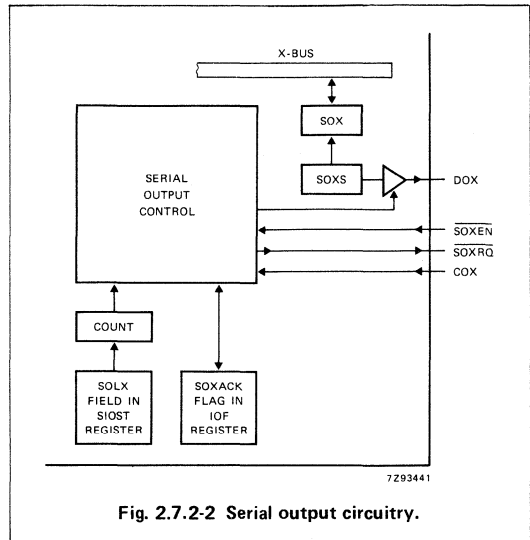 X-BUS
SOX
SERIAL
OUTPUT
CONTROL
SOXS
DOX
SOXEN
SOXRQ
COX
COUNT
SOLX
FIELD IN
SIOST
REGISTER
SOXACK
FLAG IN
IOF
REGISTER
7Z93441
Fig. 2.7.2-2 Serial output circuitry.